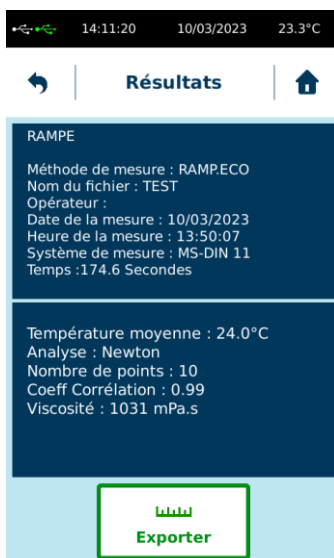 14:11:20 10/03/2023 23.3°C
Résultats
RAMPE
Méthode de mesure : RAMP.ECO
Nom du fichier : TEST
Opérateur :
Date de la mesure : 10/03/2023
Heure de la mesure : 13:50:07
Système de mesure : MS-DIN 11
Temps :174.6 Secondes
Température moyenne : 24.0°C
Analyse : Newton
Nombre de points : 10
Coeff Corrélation : 0.99
Viscosité : 1031 mPa.s
Exporter